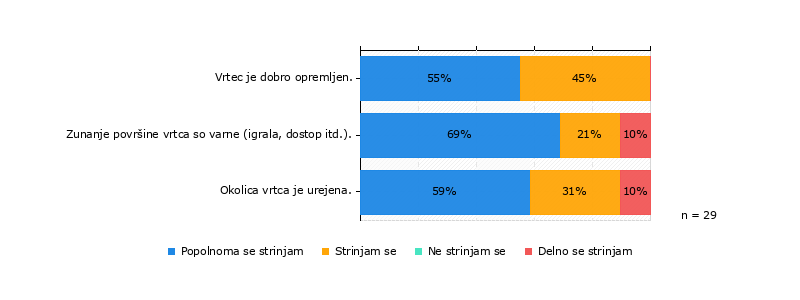 Vrtec je dobro opremljen.
55% 45%
Zunanje površine vrtca so varne (igrala, dostop itd.).
69% 21% 10%
Okolica vrtca je urejena.
59% 31% 10%
n = 29
Popolnoma se strinjam Strinjam se Ne strinjam se Delno se strinjam